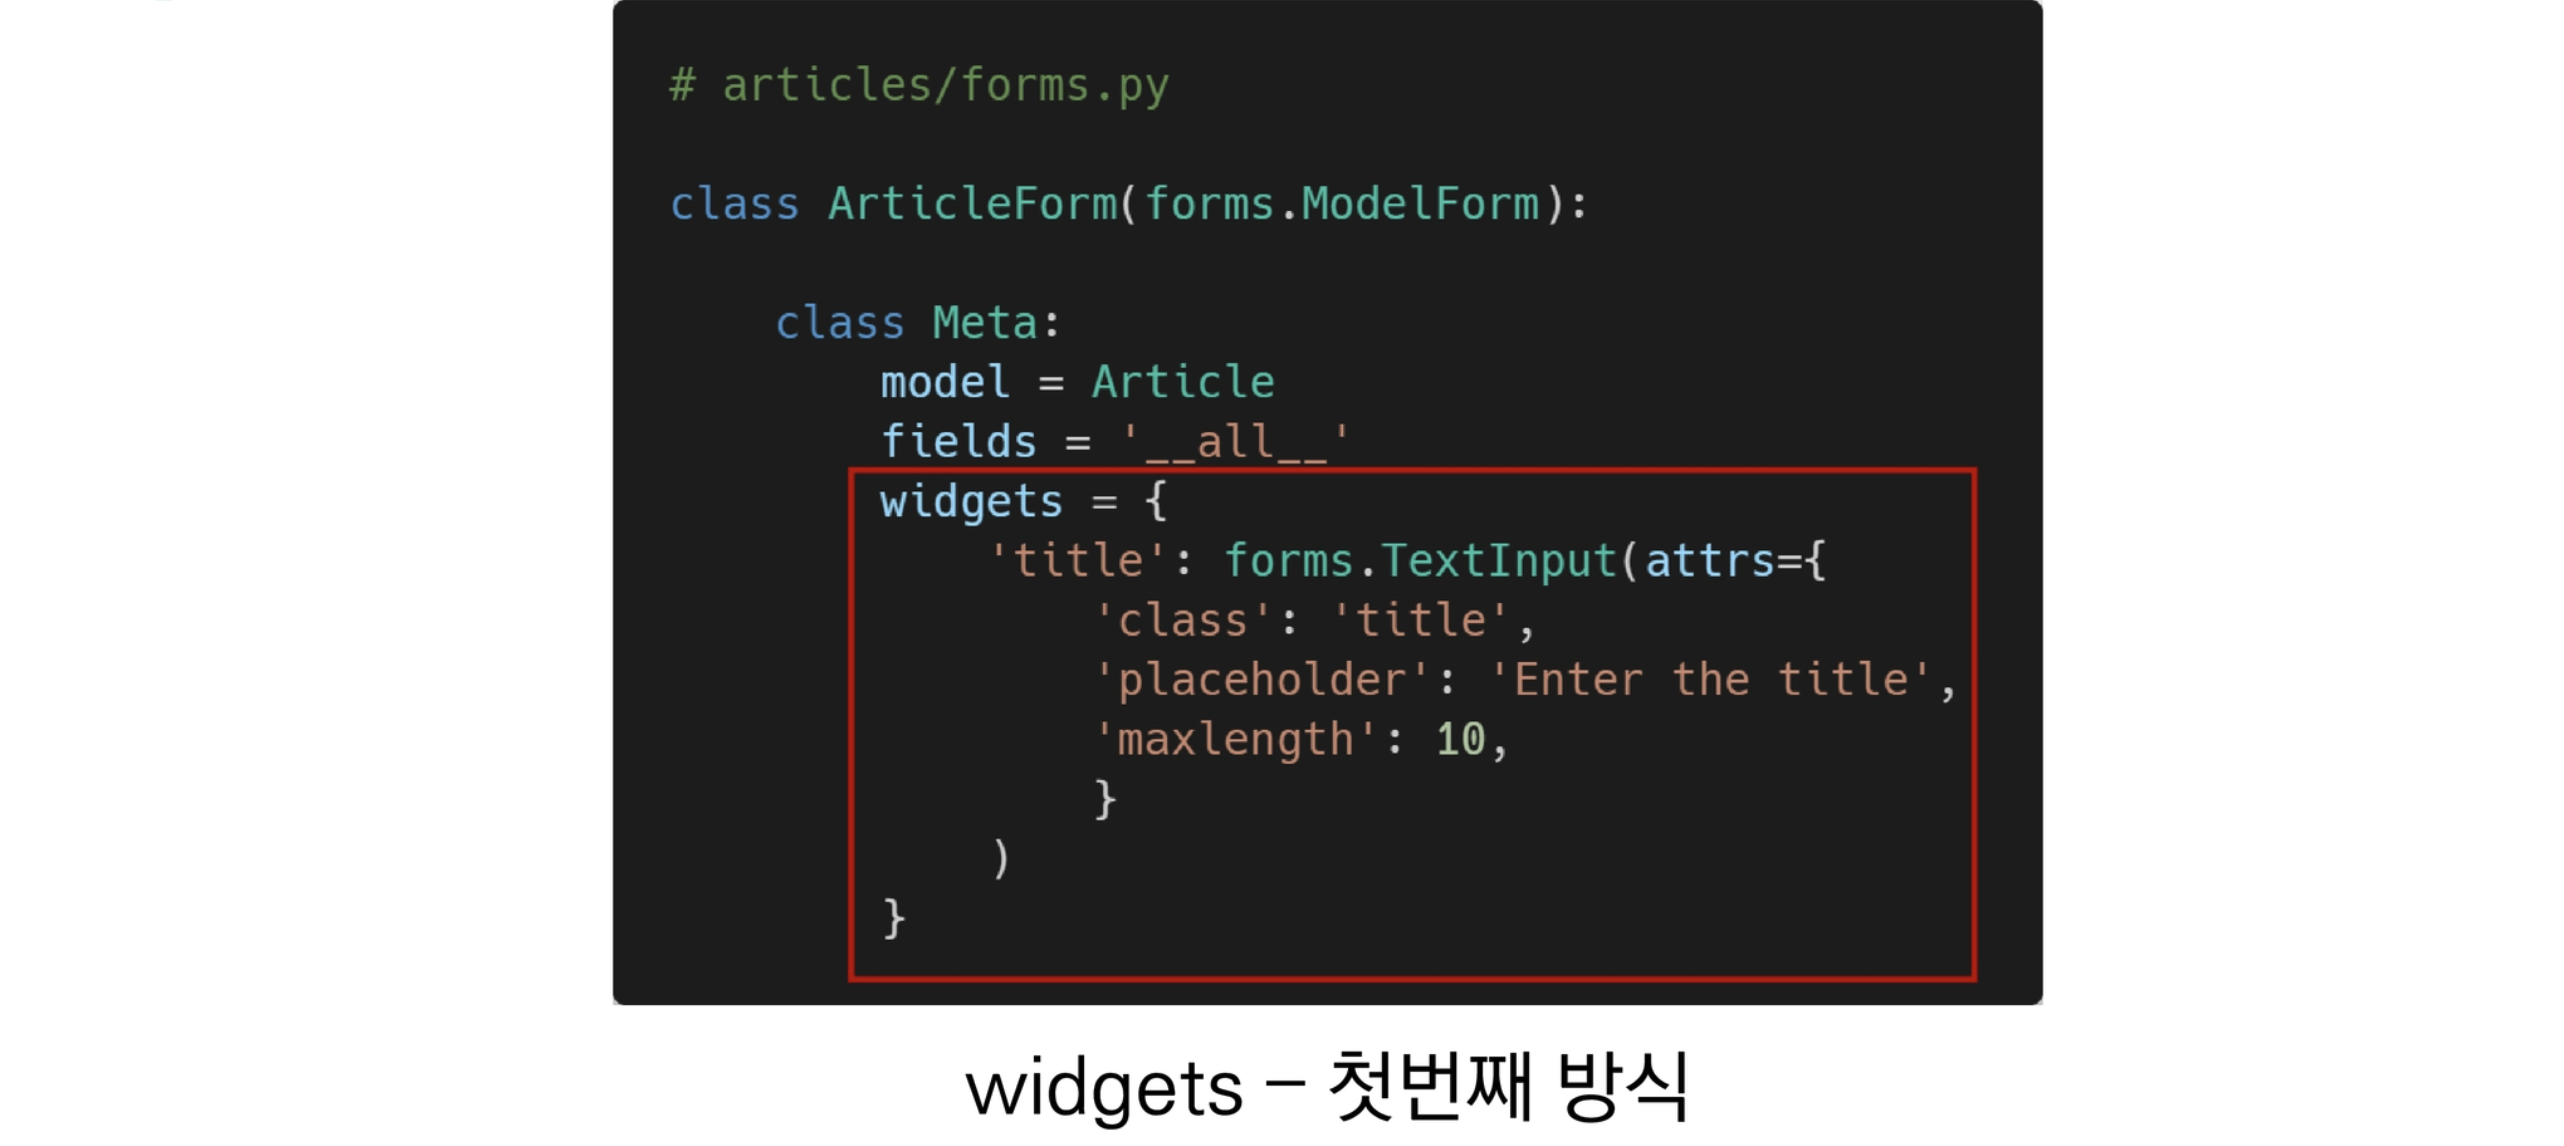 # articles/forms.py
class ArticleForm(forms.ModelForm):
class Meta:
model = Article
fields = '__all__'
widgets = {
'title': forms.TextInput(attrs={
'class': 'title',
'placeholder': 'Enter the title',
'maxlength': 10,
}
)
}
widgets – 첫번째 방식